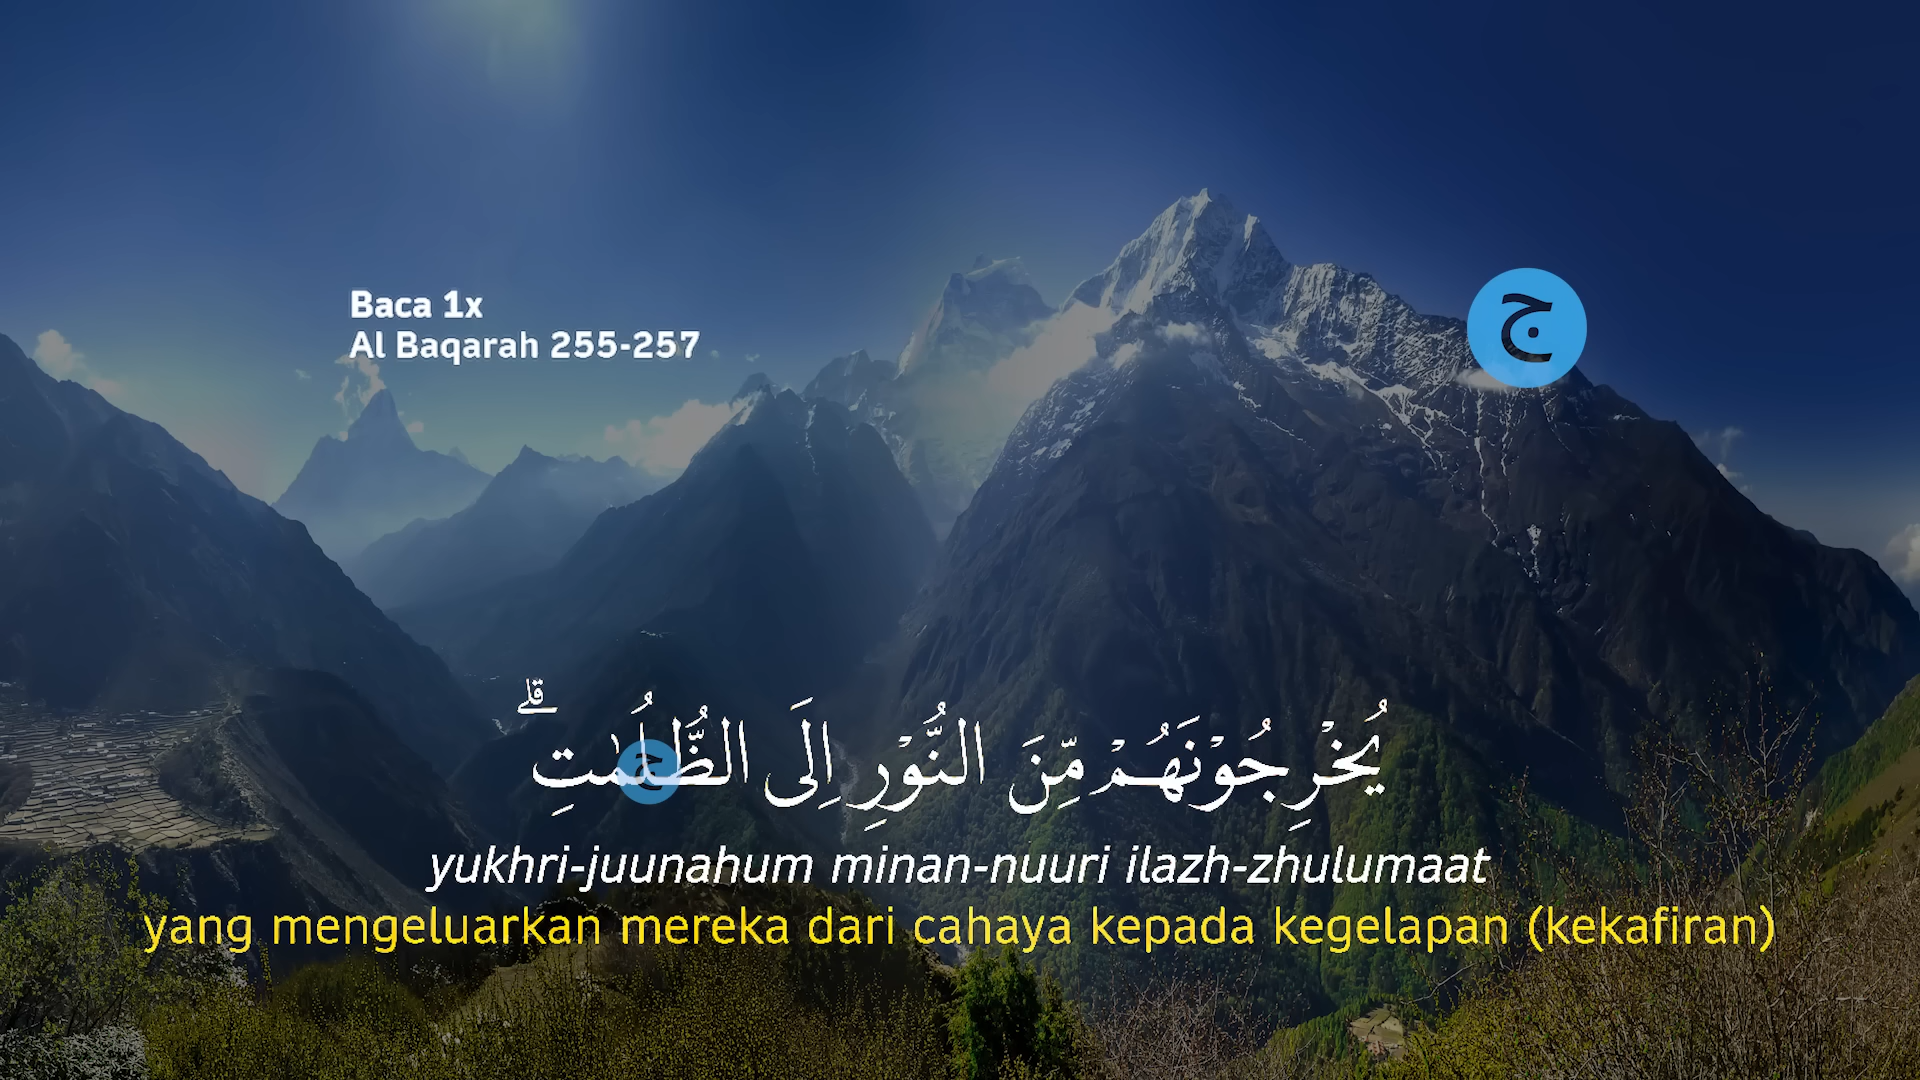 Baca 1x
Al Baqarah 255-257
ج
يُخْرِجُوْنَهُمْ مِّنَ النُّوْرِ اِلَى الظُّلُمٰتِۗ
ج
yukhri-juunahum minan-nuuri ilazh-zhulumaat
yang mengeluarkan mereka dari cahaya kepada kegelapan (kekafiran)